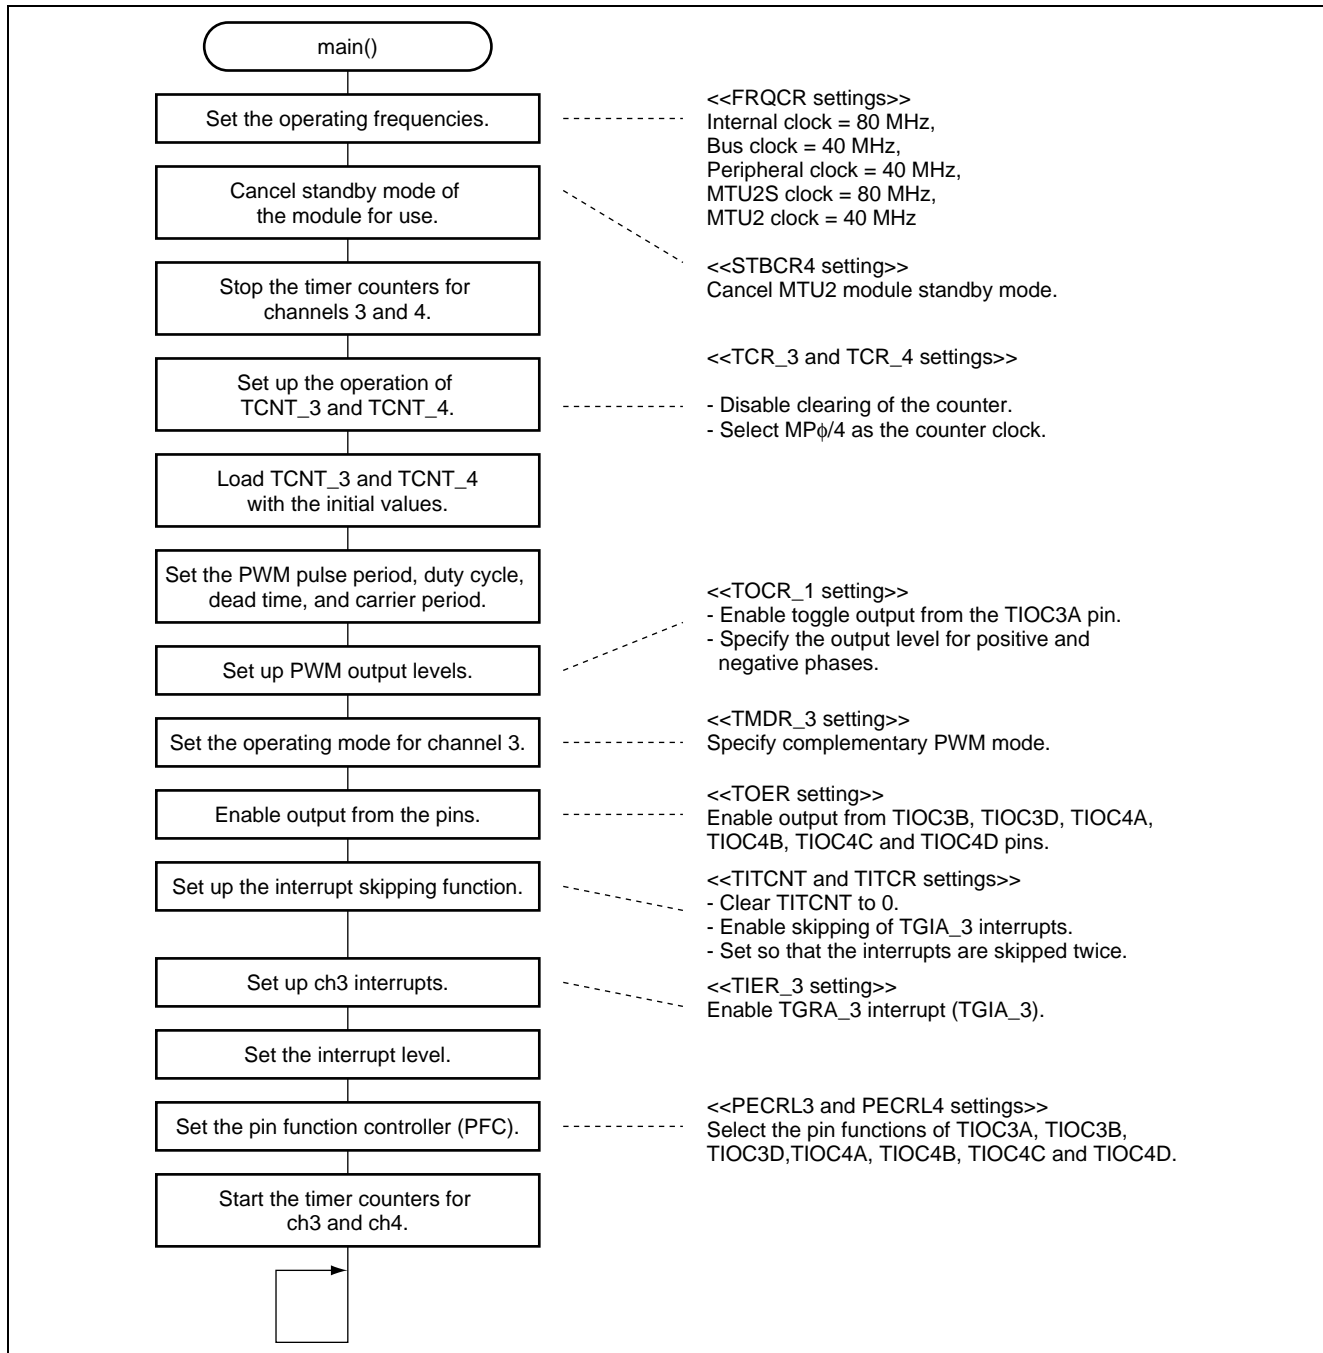 main()
Set the operating frequencies.
<<FRQCR settings>>
Internal clock = 80 MHz,
Bus clock = 40 MHz,
Peripheral clock = 40 MHz,
MTU2S clock = 80 MHz,
MTU2 clock = 40 MHz
Cancel standby mode of
the module for use.
<<STBCR4 setting>>
Cancel MTU2 module standby mode.
Stop the timer counters for
channels 3 and 4.
Set up the operation of
TCNT_3 and TCNT_4.
<<TCR_3 and TCR_4 settings>>
- Disable clearing of the counter.
- Select MPϕ/4 as the counter clock.
Load TCNT_3 and TCNT_4
with the initial values.
Set the PWM pulse period, duty cycle,
dead time, and carrier period.
Set up PWM output levels.
<<TOCR_1 setting>>
- Enable toggle output from the TIOC3A pin.
- Specify the output level for positive and
negative phases.
Set the operating mode for channel 3.
<<TMDR_3 setting>>
Specify complementary PWM mode.
Enable output from the pins.
<<TOER setting>>
Enable output from TIOC3B, TIOC3D, TIOC4A,
TIOC4B, TIOC4C and TIOC4D pins.
Set up the interrupt skipping function.
<<TITCNT and TITCR settings>>
- Clear TITCNT to 0.
- Enable skipping of TGIA_3 interrupts.
- Set so that the interrupts are skipped twice.
Set up ch3 interrupts.
<<TIER_3 setting>>
Enable TGRA_3 interrupt (TGIA_3).
Set the interrupt level.
Set the pin function controller (PFC).
<<PECRL3 and PECRL4 settings>>
Select the pin functions of TIOC3A, TIOC3B,
TIOC3D,TIOC4A, TIOC4B, TIOC4C and TIOC4D.
Start the timer counters for
ch3 and ch4.